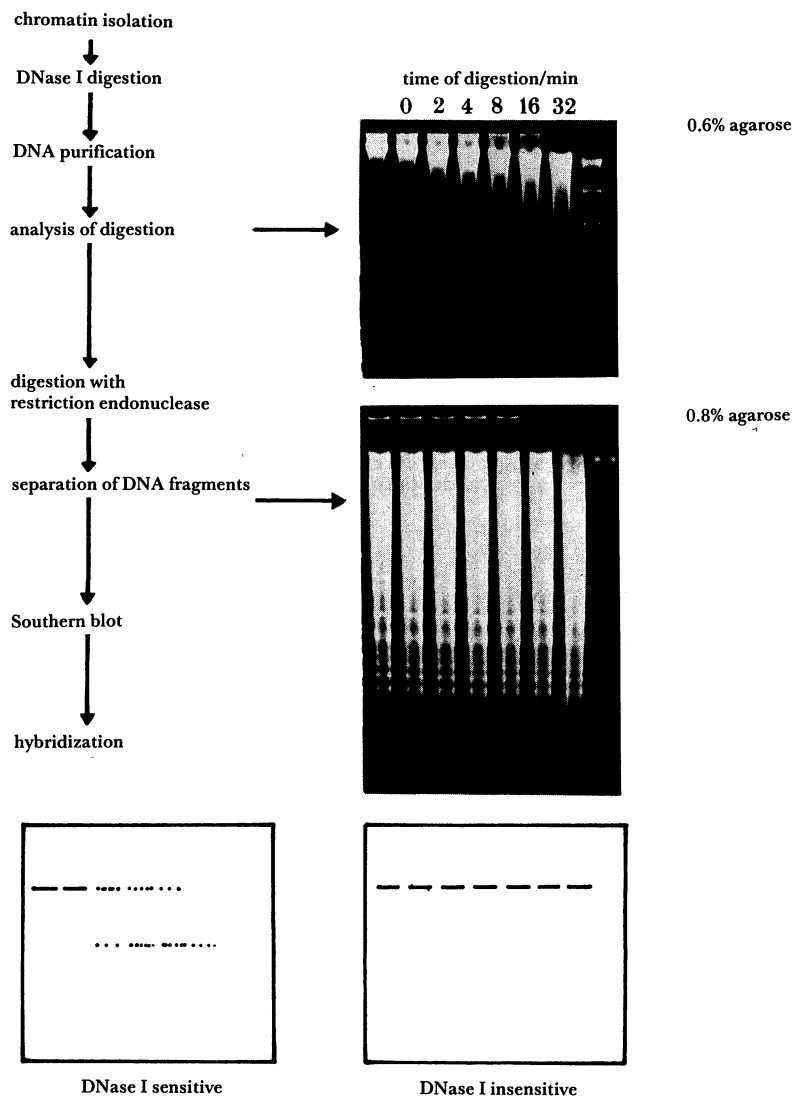 chromatin isolation
DNase I digestion
DNA purification
analysis of digestion
digestion with
restriction endonuclease
separation of DNA fragments
Southern blot
hybridization
time of digestion/min
0 2 4 8 16 32
0.6% agarose
0.8% agarose
DNase I sensitive
DNase I insensitive